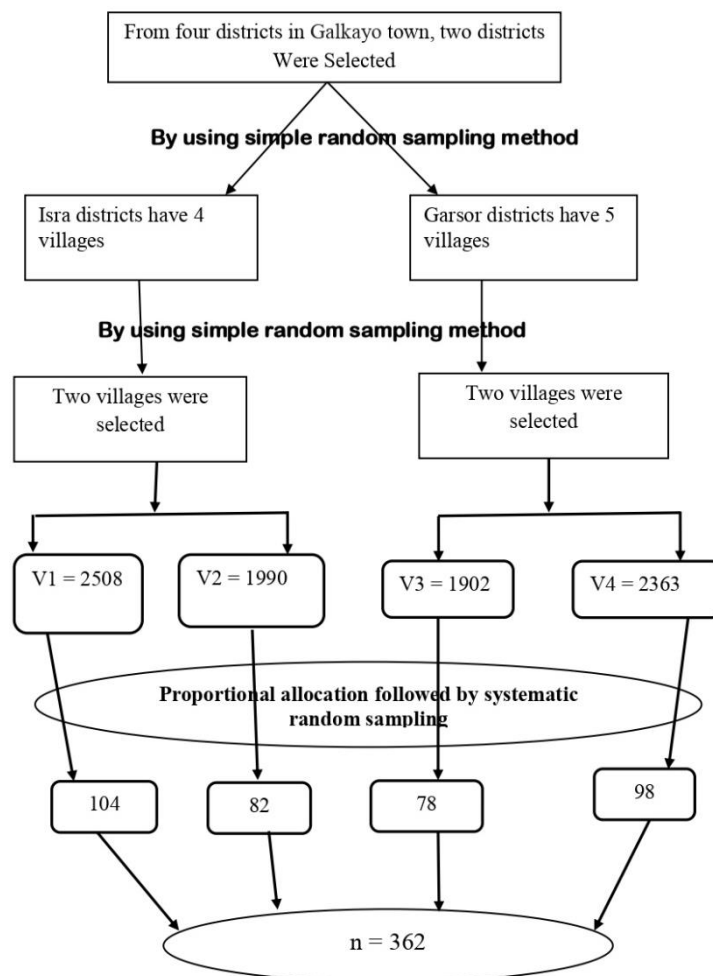 From four districts in Galkayo town, two districts
Were Selected
By using simple random sampling method
Isra districts have 4
villages
Garsor districts have 5
villages
By using simple random sampling method
Two villages were
selected
Two villages were
selected
V1 = 2508
V2 = 1990
V3 = 1902
V4 = 2363
Proportional allocation followed by systematic
random sampling
104
82
78
98
n = 362